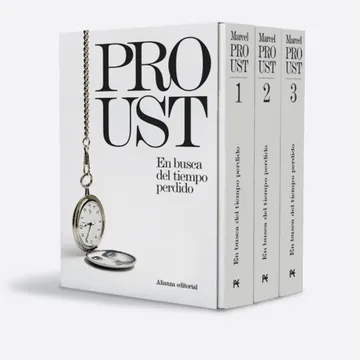 PRO
UST
En busca
del tiempo
perdido
Alianza editorial
Marcel
PRO
UST
1
En busca del tiempo perdido
Marcel
PRO
UST
2
En busca del tiempo perdido
Marcel
PRO
UST
3
En busca del tiempo perdido